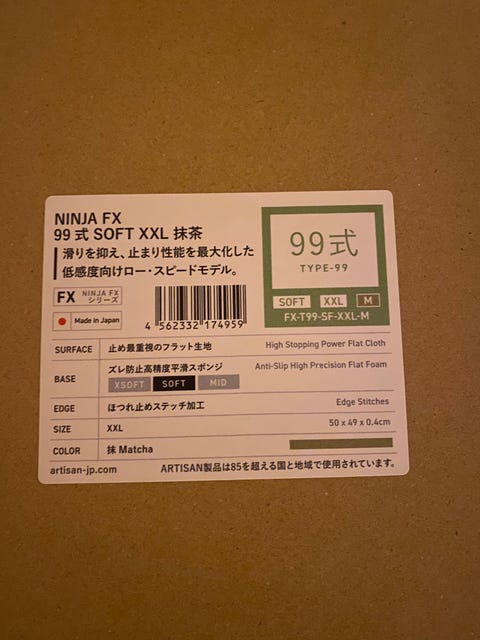 NINJA FX
99 式 SOFT XXL 抹茶
滑りを抑え、止まり性能を最大化した
低感度向けロー・スピードモデル。
FX NINJA FX シリーズ
Made in Japan
4 562332 174959
99式
TYPE-99
SOFT XXL M
FX-T99-SF-XXL-M
SURFACE 止め最重視のフラット生地 High Stopping Power Flat Cloth
BASE ズレ防止高精度平滑スポンジ Anti-Slip High Precision Flat Foam
XSOFT SOFT MID
EDGE ほつれ止めステッチ加工 Edge Stitches
SIZE XXL 50 x 49 x 0.4cm
COLOR 抹 Matcha
artisan-jp.com ARTISAN製品は85を超える国と地域で使用されています。